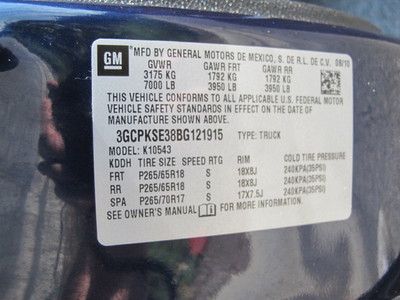 GM
MFD BY GENERAL MOTORS DE MEXICO, S. DE R.L. DE C.V. 08/10
GVWR GAWR FRT GAWR RR
3175 KG 1792 KG 1792 KG
7000 LB 3950 LB 3950 LB
THIS VEHICLE CONFORMS TO ALL APPLICABLE U.S. FEDERAL MOTOR
VEHICLE SAFETY STANDARDS IN EFFECT ON THE DATE OF
MANUFACTURE SHOWN ABOVE.
3GCPKSE38BG121915 TYPE: TRUCK
MODEL: K10543
KDDH TIRE SIZE SPEED RTG RIM COLD TIRE PRESSURE
FRT P265/65R18 S 18X8J 240KPA(35PSI)
RR P265/65R18 S 18X8J 240KPA(35PSI)
SPA P265/70R17 S 17X7.5J 240KPA(35PSI)
SEE OWNER'S MANUAL FOR MORE INFORMATION.